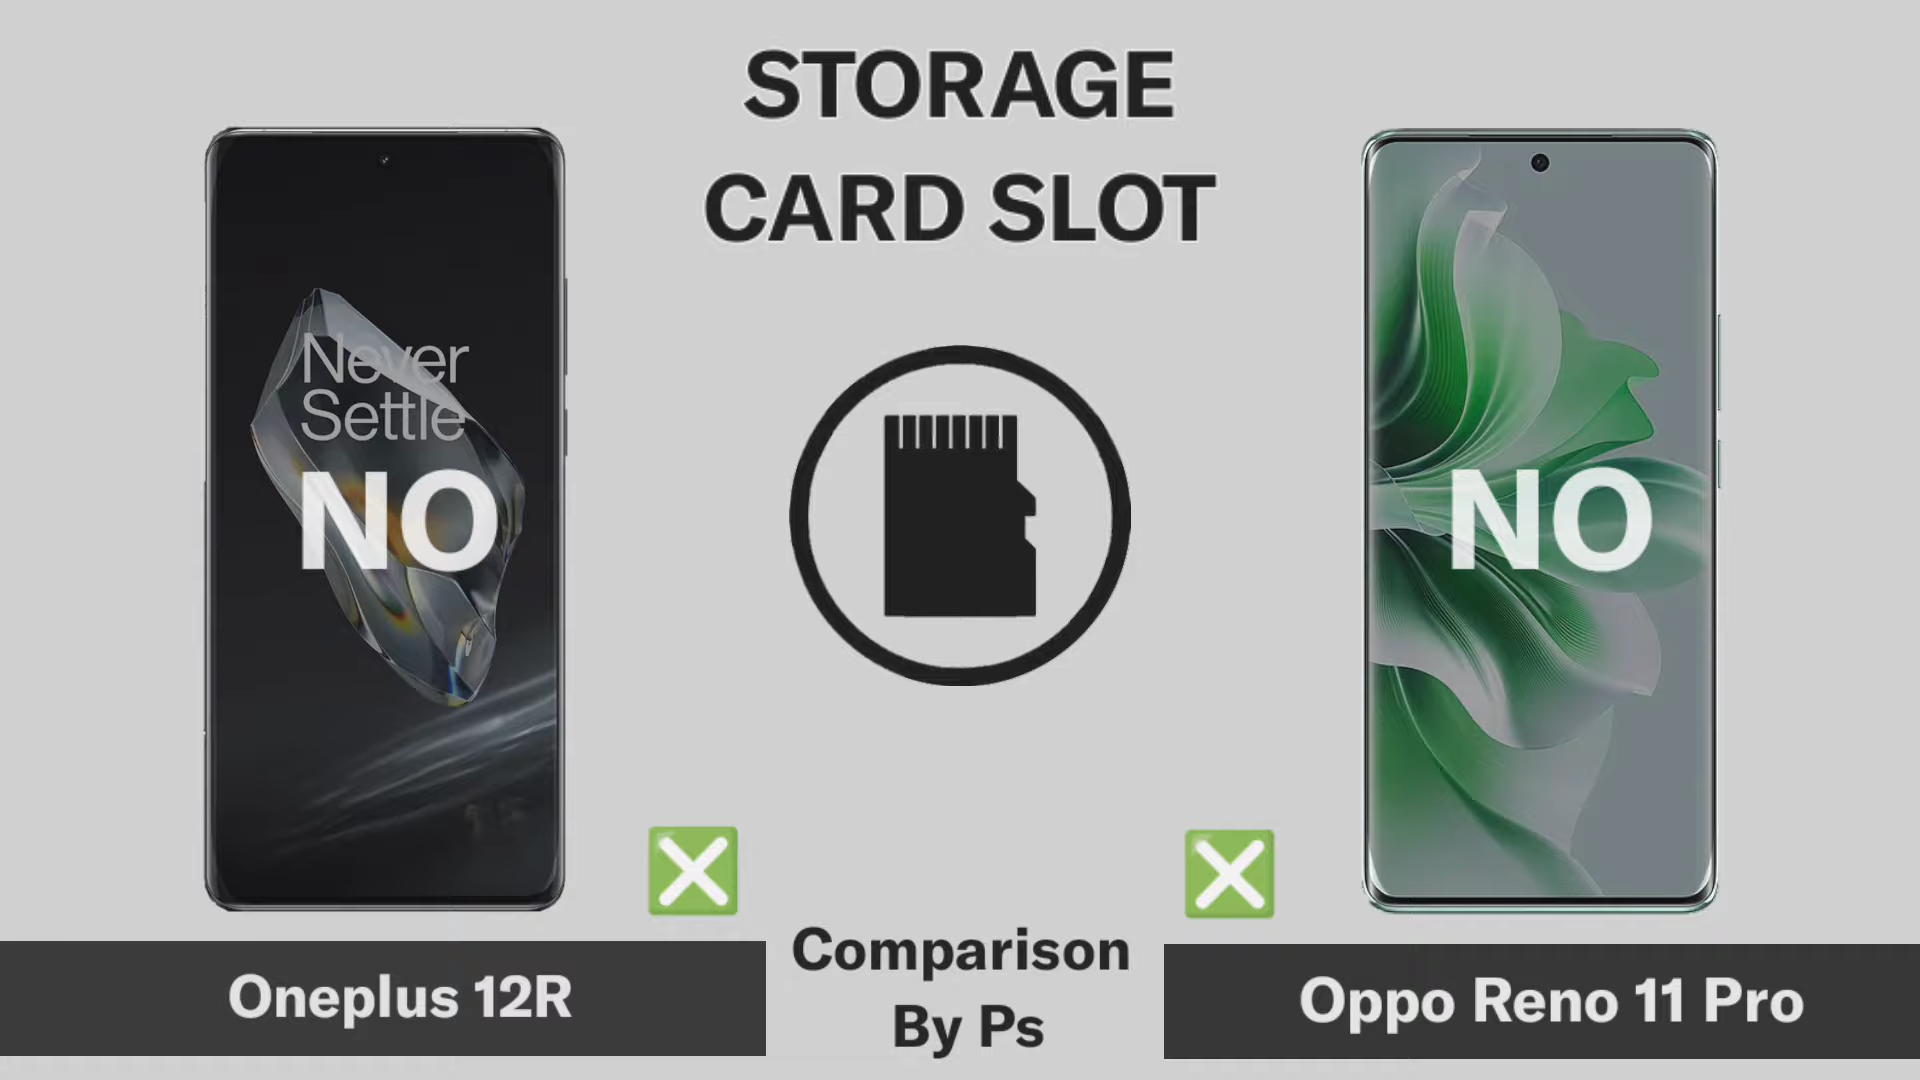 STORAGE
CARD SLOT
Never
Settle
NO
NO
Comparison
By Ps
Oneplus 12R
Oppo Reno 11 Pro